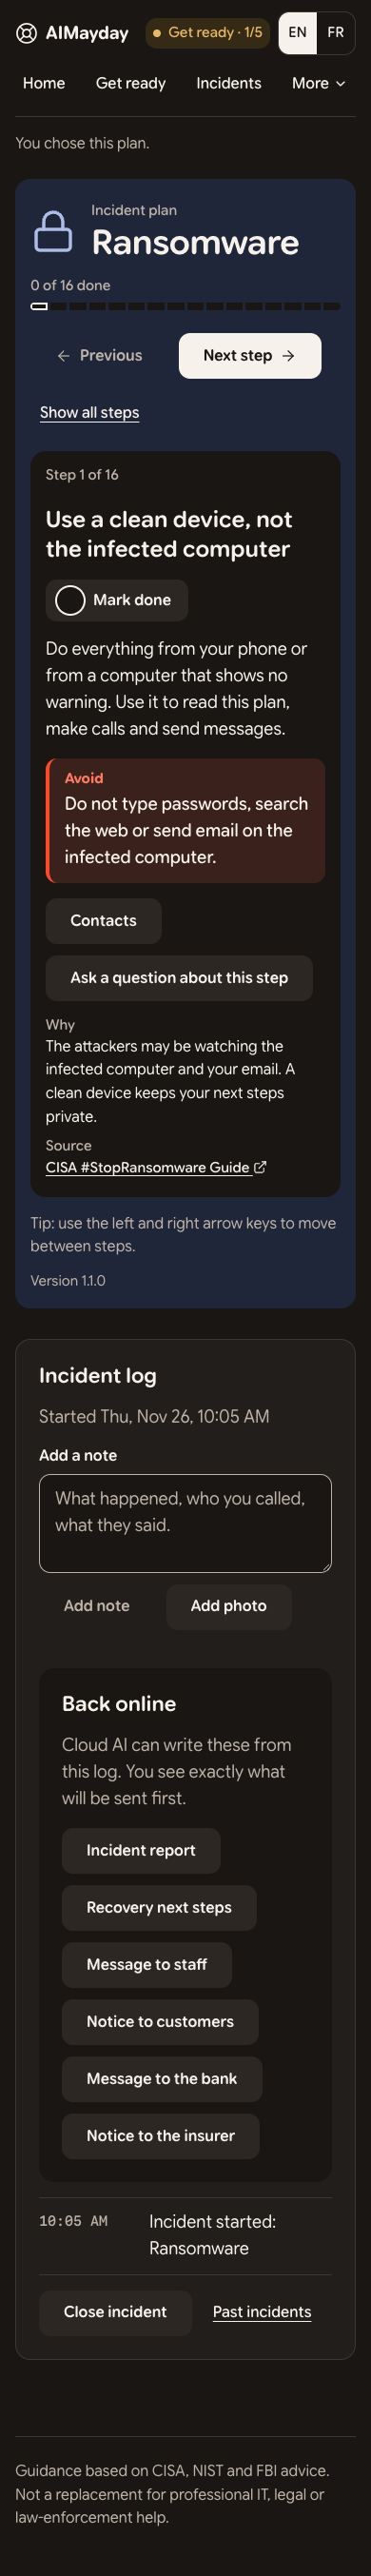 AIMayday
Get ready · 1/5
EN
FR
Home
Get ready
Incidents
More
You chose this plan.
Incident plan
Ransomware
0 of 16 done
Previous
Next step
Show all steps
Step 1 of 16
Use a clean device, not
the infected computer
Mark done
Do everything from your phone or
from a computer that shows no
warning. Use it to read this plan,
make calls and send messages.
Avoid
Do not type passwords, search
the web or send email on the
infected computer.
Contacts
Ask a question about this step
Why
The attackers may be watching the
infected computer and your email. A
clean device keeps your next steps
private.
Source
CISA #StopRansomware Guide
Tip: use the left and right arrow keys to move
between steps.
Version 1.1.0
Incident log
Started Thu, Nov 26, 10:05 AM
Add a note
What happened, who you called,
what they said.
Add note
Add photo
Back online
Cloud AI can write these from
this log. You see exactly what
will be sent first.
Incident report
Recovery next steps
Message to staff
Notice to customers
Message to the bank
Notice to the insurer
10:05 AM
Incident started:
Ransomware
Close incident
Past incidents
Guidance based on CISA, NIST and FBI advice.
Not a replacement for professional IT, legal or
law-enforcement help.